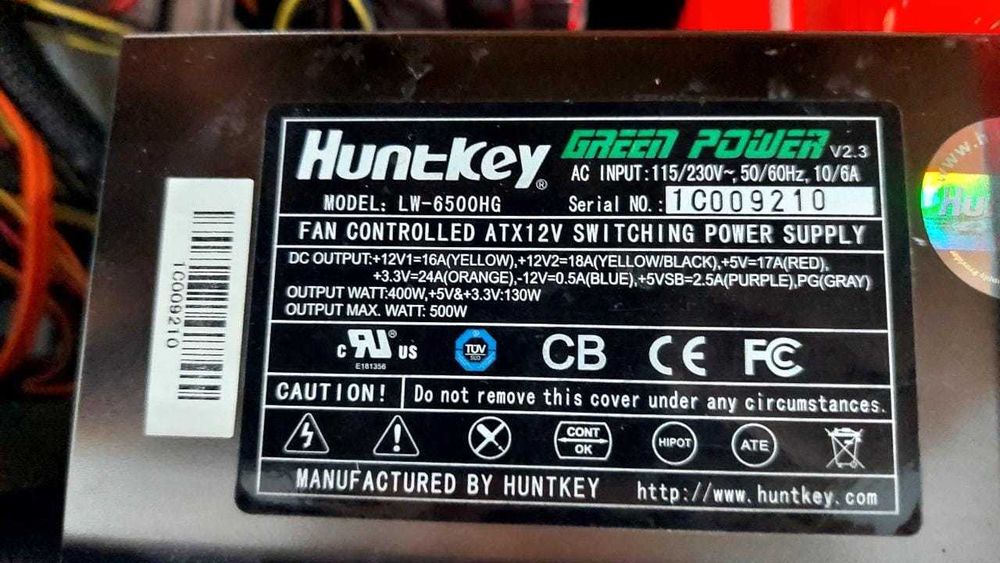 Huntkey® GREEN POWER V2.3
AC INPUT:115/230V~, 50/60Hz, 10/6A
MODEL: LW-6500HG Serial NO.: 1C009210
FAN CONTROLLED ATX12V SWITCHING POWER SUPPLY
DC OUTPUT:+12V1=16A(YELLOW),+12V2=18A(YELLOW/BLACK),+5V=17A(RED),
+3.3V=24A(ORANGE),-12V=0.5A(BLUE),+5VSB=2.5A(PURPLE),PG(GRAY)
OUTPUT WATT:400W,+5V&+3.3V:130W
OUTPUT MAX. WATT: 500W
c RU® US TÜV SÜD CB CE FC
E181356
CAUTION! Do not remove this cover under any circumstances.
CONT OK HIPOT ATE
MANUFACTURED BY HUNTKEY http://www.huntkey.com
1C009210
www.h
Hu